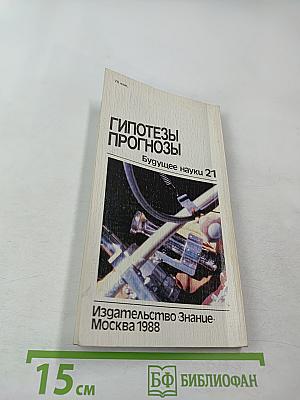 ГИПОТЕЗЫ
ПРОГНОЗЫ
Будущее науки 21
Издательство·Знание·
Москва 1988
15 см
БФ БИБЛИОФАН